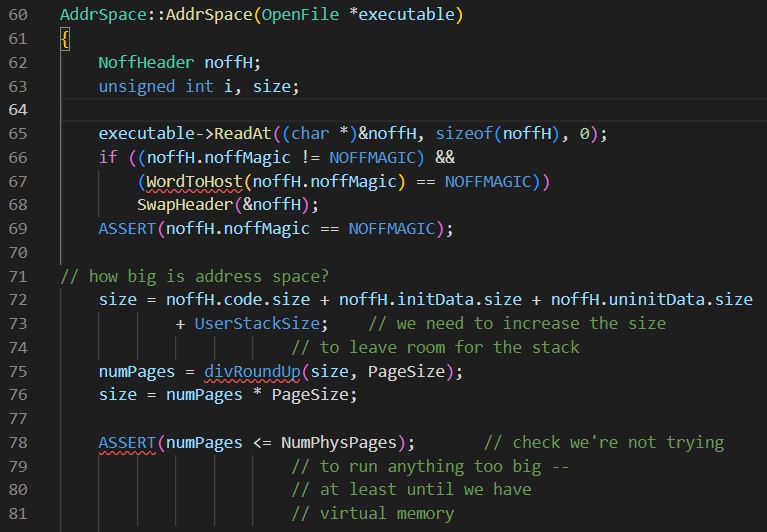 60 AddrSpace::AddrSpace(OpenFile *executable)
61 {
62     NoffHeader noffH;
63     unsigned int i, size;
64
65     executable->ReadAt((char *)&noffH, sizeof(noffH), 0);
66     if ((noffH.noffMagic != NOFFMAGIC) &&
67         (WordToHost(noffH.noffMagic) == NOFFMAGIC))
68         SwapHeader(&noffH);
69     ASSERT(noffH.noffMagic == NOFFMAGIC);
70
71 // how big is address space?
72     size = noffH.code.size + noffH.initData.size + noffH.uninitData.size
73             + UserStackSize;    // we need to increase the size
74                         // to leave room for the stack
75     numPages = divRoundUp(size, PageSize);
76     size = numPages * PageSize;
77
78     ASSERT(numPages <= NumPhysPages);       // check we're not trying
79                         // to run anything too big --
80                         // at least until we have
81                         // virtual memory